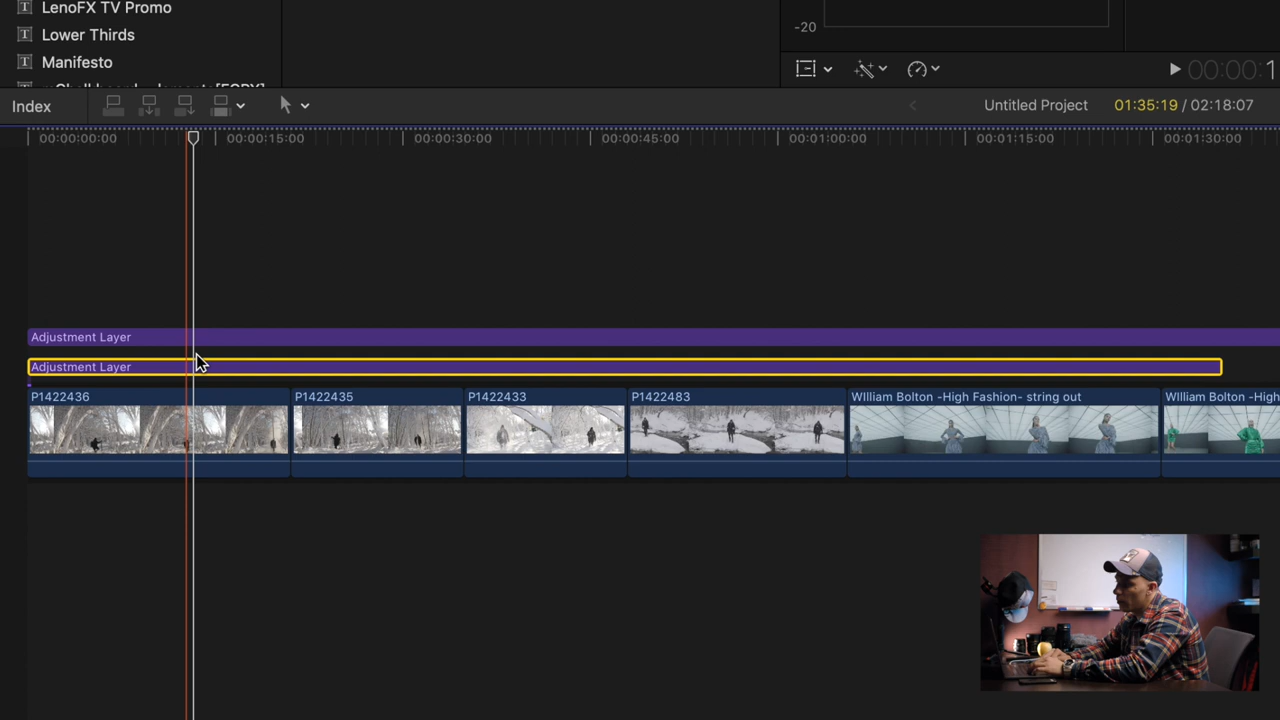 LenoFX TV Promo
Lower Thirds
Manifesto
-20
00:00:1
Index
Untitled Project
01:35:19 / 02:18:07
00:00:00:00
00:00:15:00
00:00:30:00
00:00:45:00
00:01:00:00
00:01:15:00
00:01:30:00
Adjustment Layer
Adjustment Layer
P1422436
P1422435
P1422433
P1422483
WIlliam Bolton -High Fashion- string out
WIlliam Bolton -High